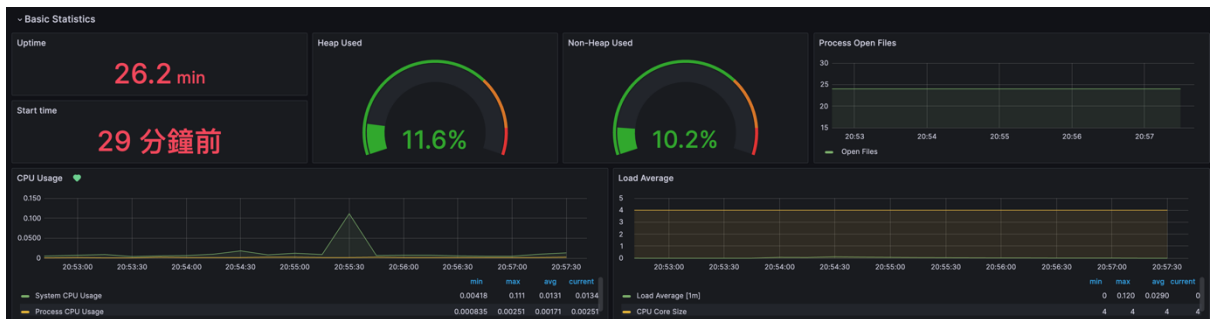 Basic Statistics
Uptime
26.2 min
Start time
29 分鐘前
Heap Used
11.6%
Non-Heap Used
10.2%
Process Open Files
30
25
20
15
20:53 20:54 20:55 20:56 20:57
Open Files
CPU Usage
0.150
0.100
0.0500
0
20:53:00 20:53:30 20:54:00 20:54:30 20:55:00 20:55:30 20:56:00 20:56:30 20:57:00 20:57:30
min max avg current
System CPU Usage 0.00418 0.111 0.0131 0.0134
Process CPU Usage 0.000835 0.00251 0.00171 0.00251
Load Average
5
4
3
2
1
0
20:53:00 20:53:30 20:54:00 20:54:30 20:55:00 20:55:30 20:56:00 20:56:30 20:57:00 20:57:30
min max avg current
Load Average [1m] 0 0.120 0.0290 0
CPU Core Size 4 4 4 4